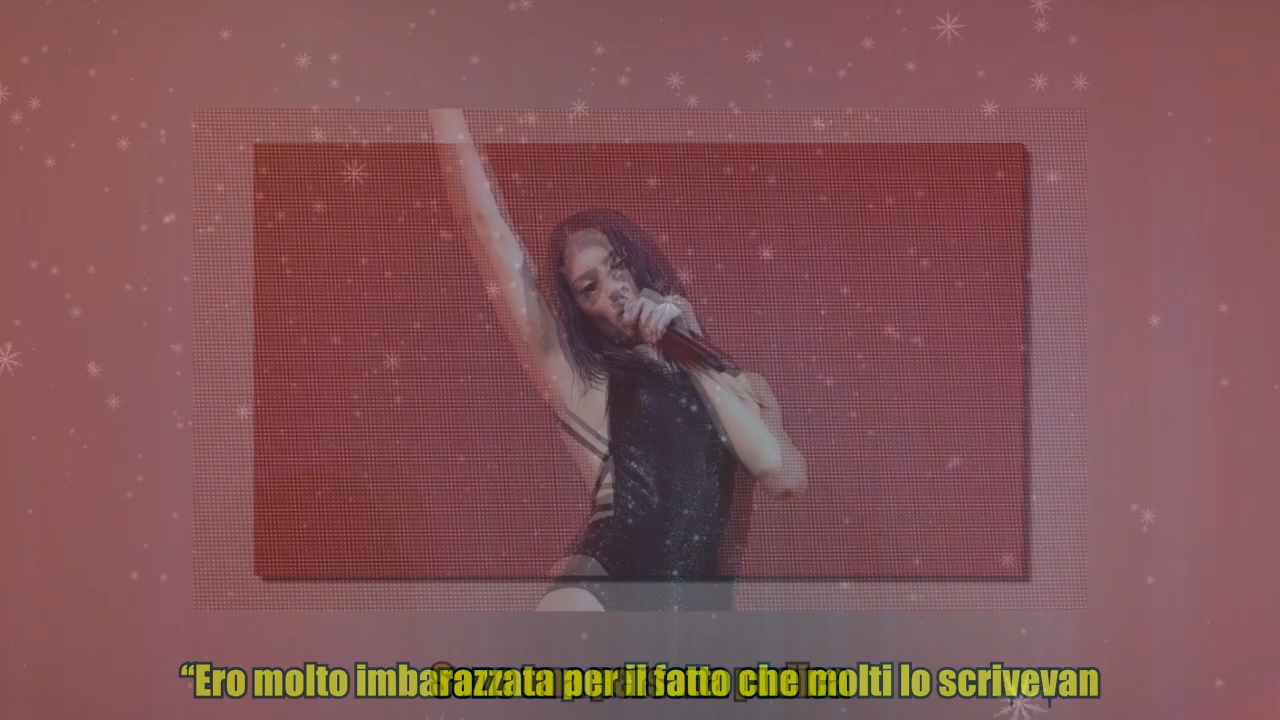 “Ero molto imbarazzata per il fatto che molti lo scrivevan